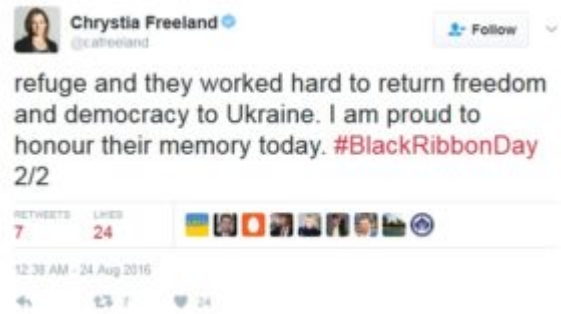 Chrystia Freeland
@cafreeland
Follow
refuge and they worked hard to return freedom
and democracy to Ukraine. I am proud to
honour their memory today. #BlackRibbonDay
2/2
RETWEETS LIKES
7 24
12:38 AM - 24 Aug 2016
7 24